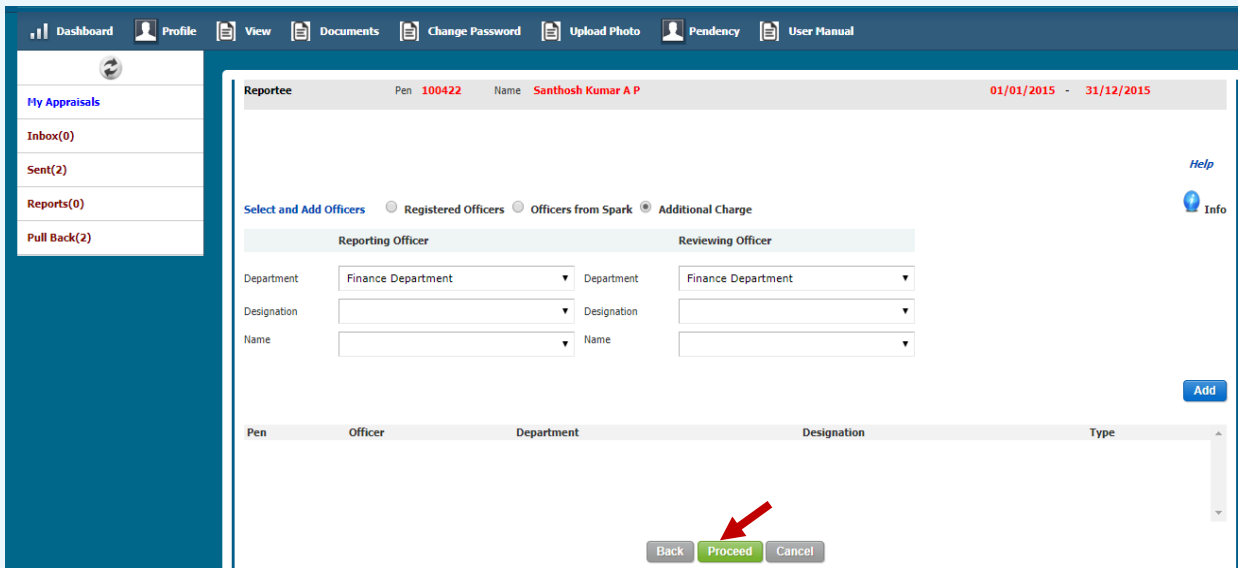 Dashboard Profile View Documents Change Password Upload Photo Pendency User Manual
My Appraisals
Inbox(0)
Sent(2)
Reports(0)
Pull Back(2)
Reportee Pen 100422 Name Santhosh Kumar A P 01/01/2015 - 31/12/2015
Help
Select and Add Officers Registered Officers Officers from Spark Additional Charge Info
Reporting Officer Reviewing Officer
Department Finance Department Department Finance Department
Designation Designation
Name Name
Add
Pen Officer Department Designation Type
Back Proceed Cancel